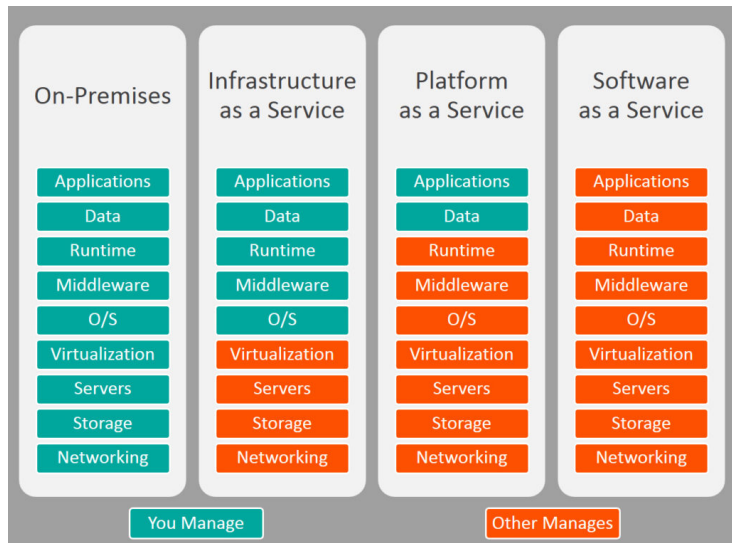 On-Premises
Applications
Data
Runtime
Middleware
O/S
Virtualization
Servers
Storage
Networking
Infrastructure
as a Service
Applications
Data
Runtime
Middleware
O/S
Virtualization
Servers
Storage
Networking
Platform
as a Service
Applications
Data
Runtime
Middleware
O/S
Virtualization
Servers
Storage
Networking
Software
as a Service
Applications
Data
Runtime
Middleware
O/S
Virtualization
Servers
Storage
Networking
You Manage
Other Manages